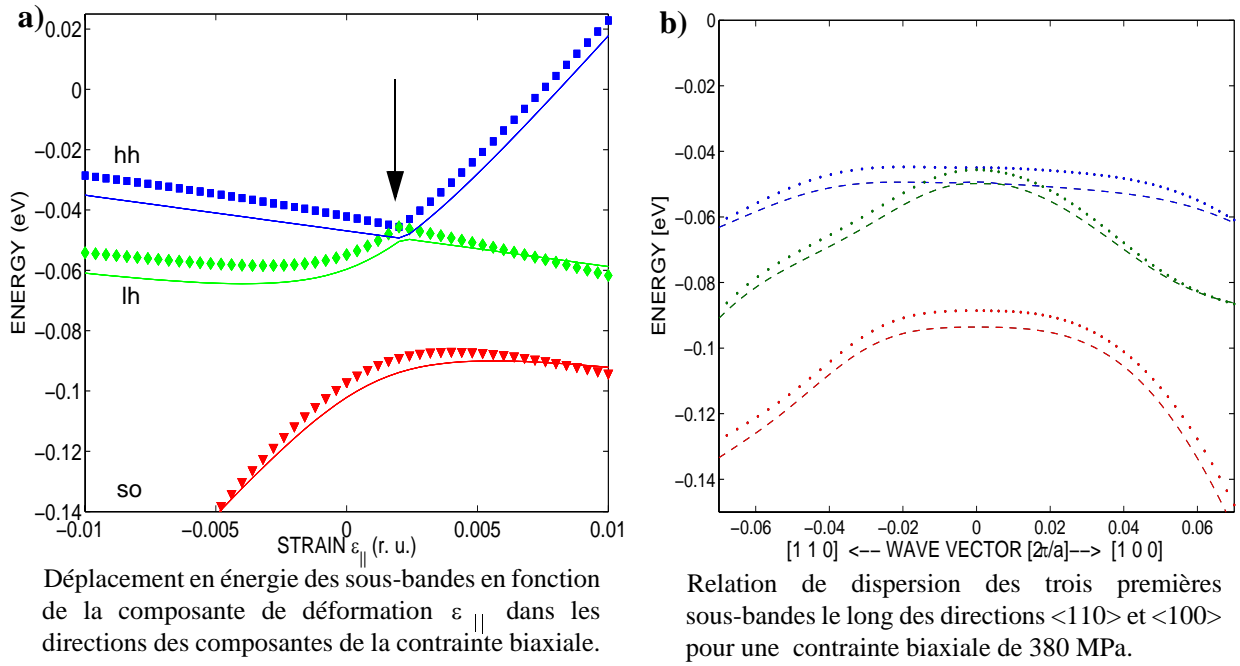 a)
0.02
0
−0.02
−0.04
−0.06
−0.08
−0.1
−0.12
−0.14
ENERGY (eV)
hh
lh
so
−0.01
−0.005
0
0.005
0.01
STRAIN ε|| (r. u.)
Déplacement en énergie des sous-bandes en fonction
de la composante de déformation ε || dans les
directions des composantes de la contrainte biaxiale.
b)
0
−0.02
−0.04
−0.06
−0.08
−0.1
−0.12
−0.14
ENERGY [eV]
−0.06
−0.04
−0.02
0
0.02
0.04
0.06
[1 1 0] <−− WAVE VECTOR [2π/a]−−> [1 0 0]
Relation de dispersion des trois premières
sous-bandes le long des directions <110> et <100>
pour une contrainte biaxiale de 380 MPa.